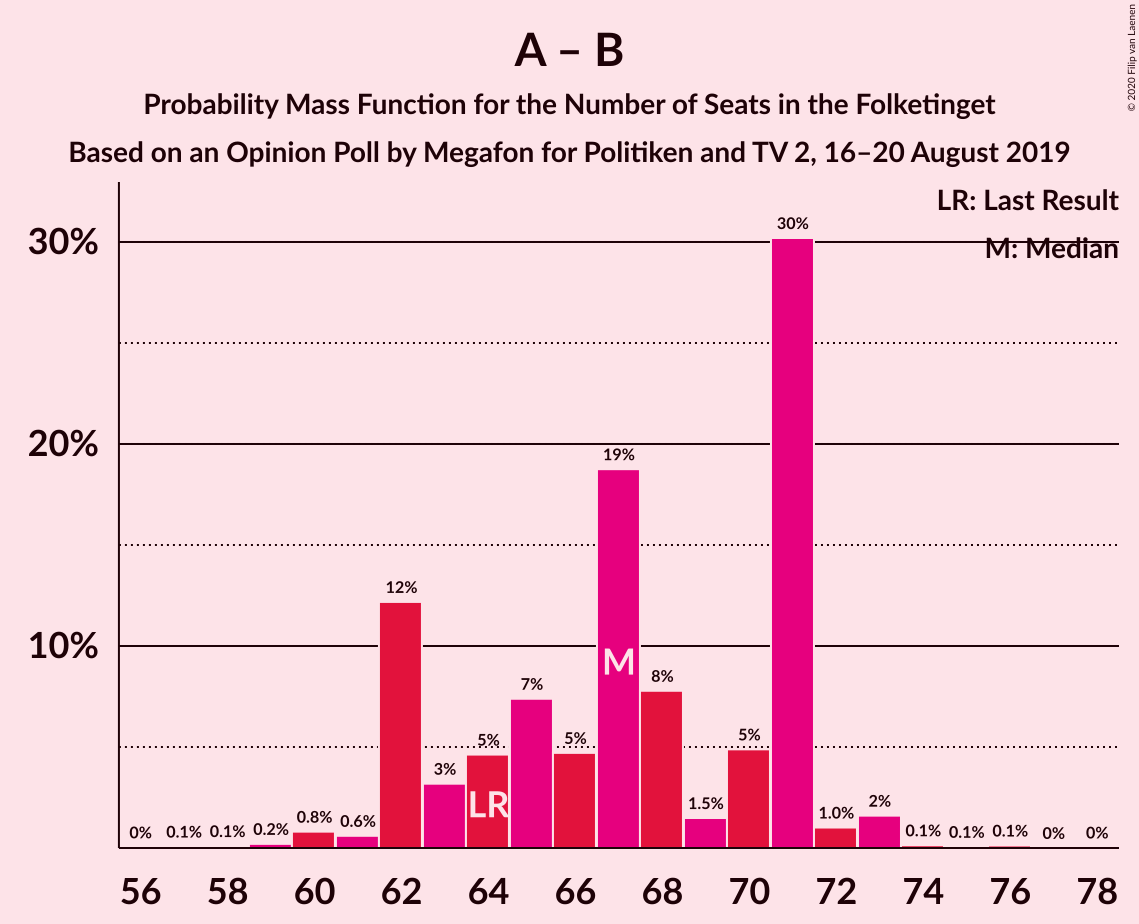 A – B
Probability Mass Function for the Number of Seats in the Folketinget
Based on an Opinion Poll by Megafon for Politiken and TV 2, 16–20 August 2019
© 2020 Filip van Laenen
LR: Last Result
M: Median
30%
20%
10%
0% 0.1% 0.1% 0.2% 0.8% 0.6% 12% 3% 5% 7% 5% 19% 8% 1.5% 5% 30% 1.0% 2% 0.1% 0.1% 0.1% 0% 0%
LR
M
56 58 60 62 64 66 68 70 72 74 76 78